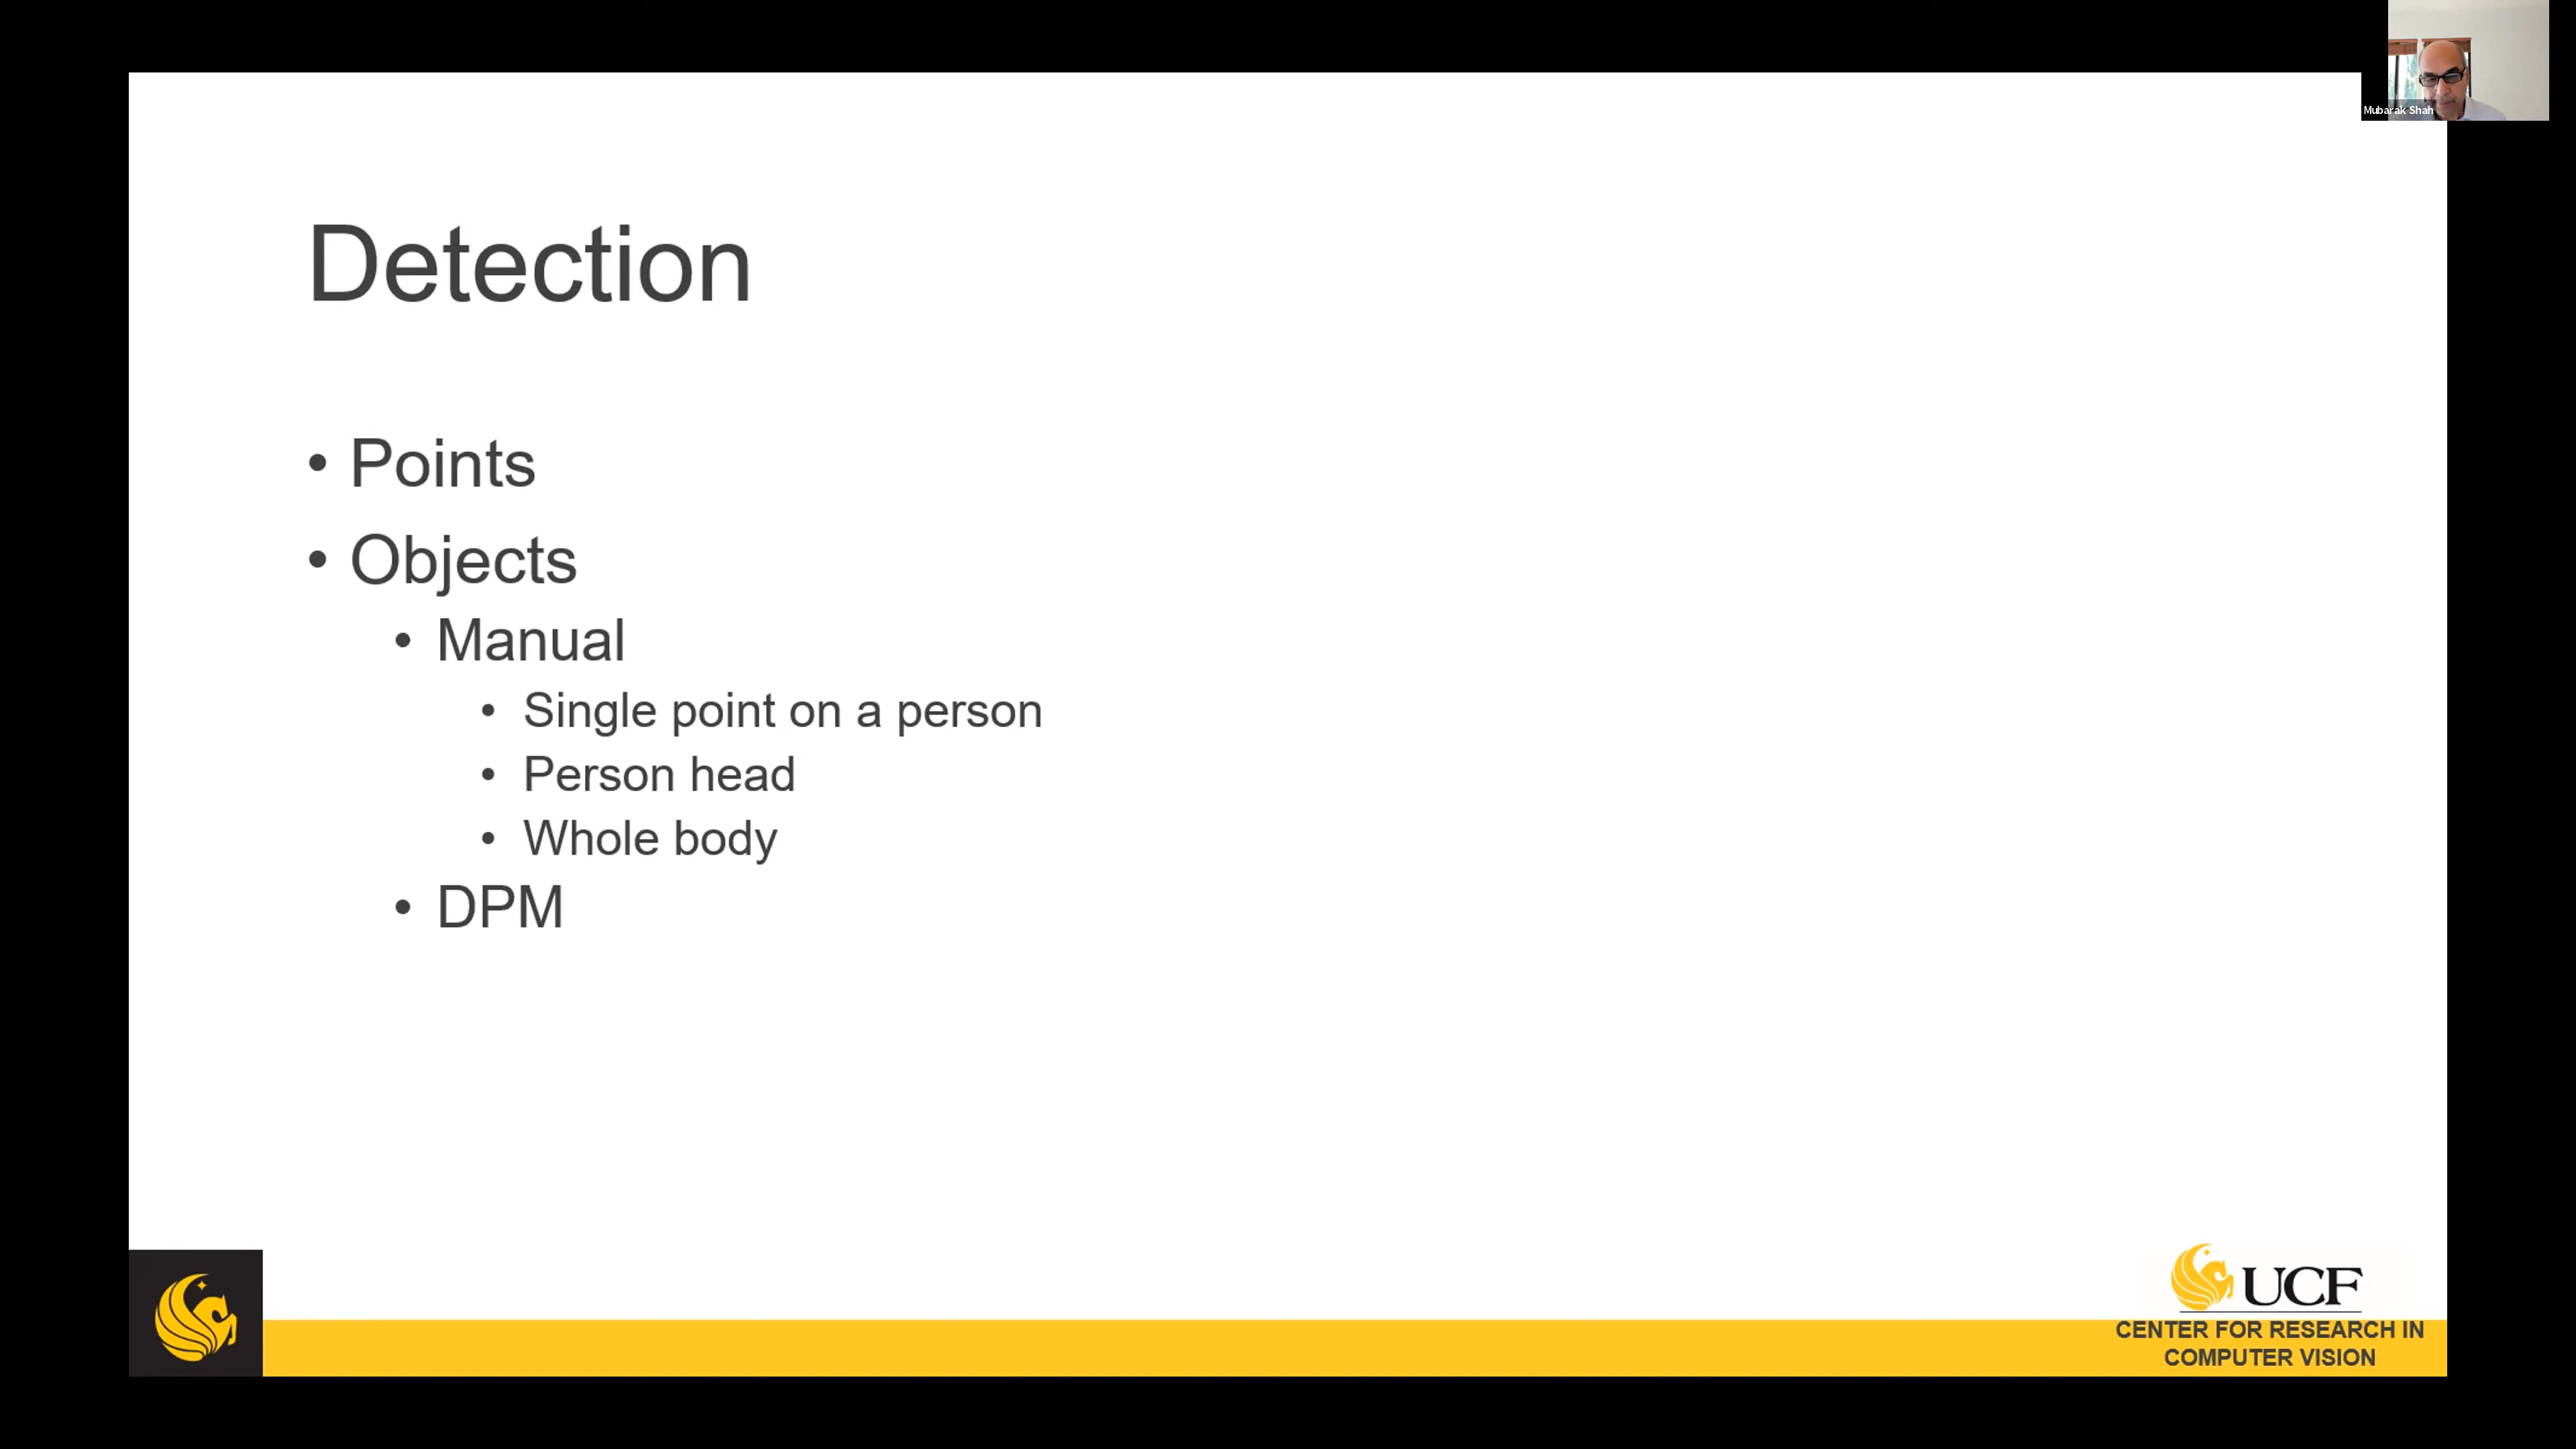 Mubarak Shah
Detection
• Points
• Objects
• Manual
• Single point on a person
• Person head
• Whole body
• DPM
UCF
CENTER FOR RESEARCH IN
COMPUTER VISION